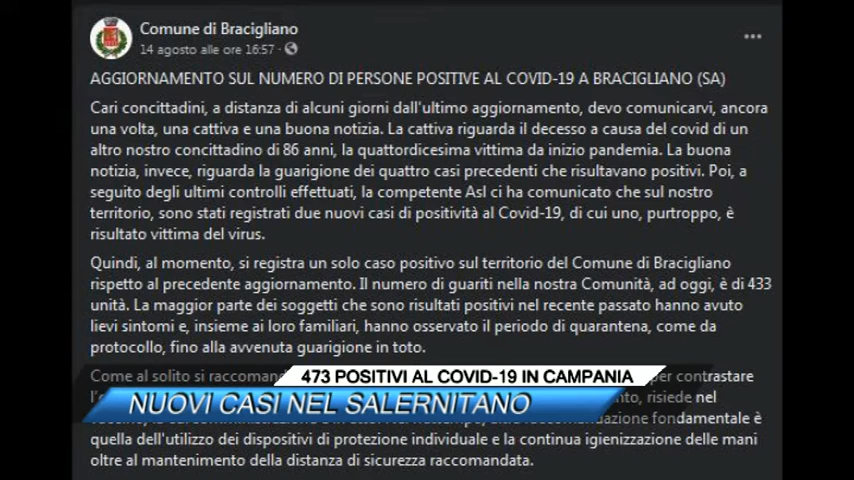 Comune di Bracigliano
14 agosto alle ore 16:57 ·
AGGIORNAMENTO SUL NUMERO DI PERSONE POSITIVE AL COVID-19 A BRACIGLIANO (SA)
Cari concittadini, a distanza di alcuni giorni dall'ultimo aggiornamento, devo comunicarvi, ancora
una volta, una cattiva e una buona notizia. La cattiva riguarda il decesso a causa del covid di un
altro nostro concittadino di 86 anni, la quattordicesima vittima da inizio pandemia. La buona
notizia, invece, riguarda la guarigione dei quattro casi precedenti che risultavano positivi. Poi, a
seguito degli ultimi controlli effettuati, la competente Asl ci ha comunicato che sul nostro
territorio, sono stati registrati due nuovi casi di positività al Covid-19, di cui uno, purtroppo, è
risultato vittima del virus.
Quindi, al momento, si registra un solo caso positivo sul territorio del Comune di Bracigliano
rispetto al precedente aggiornamento. Il numero di guariti nella nostra Comunità, ad oggi, è di 433
unità. La maggior parte dei soggetti che sono risultati positivi nel recente passato hanno avuto
lievi sintomi e, insieme ai loro familiari, hanno osservato il periodo di quarantena, come da
protocollo, fino alla avvenuta guarigione in toto.
Come al solito si raccomand per contrastare
473 POSITIVI AL COVID-19 IN CAMPANIA
risiede nel
NUOVI CASI NEL SALERNITANO
fondamentale è
quella dell'utilizzo dei dispositivi di protezione individuale e la continua igienizzazione delle mani
oltre al mantenimento della distanza di sicurezza raccomandata.